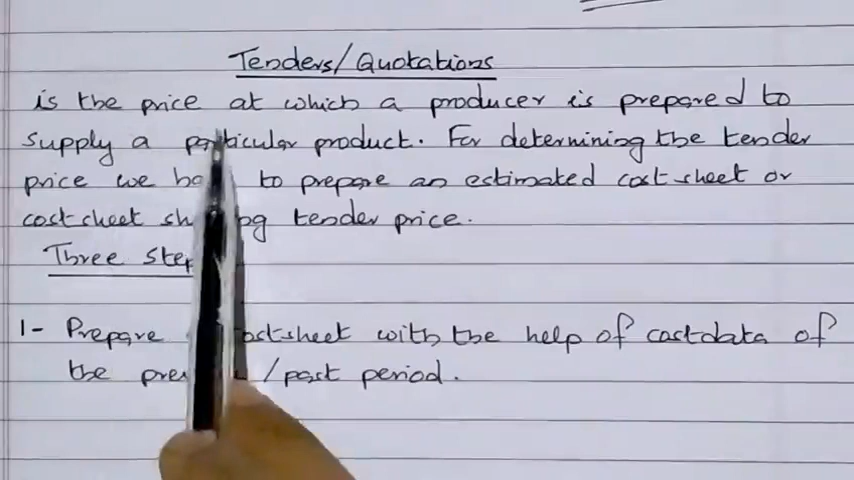 Tenders/Quotations
is the price at which a producer is prepared to
supply a particular product. For determining the tender
price we to prepare an estimated cost sheet or
cost sheet tender price.
Three
1- Prepare with the help of cost data of
the / past period.